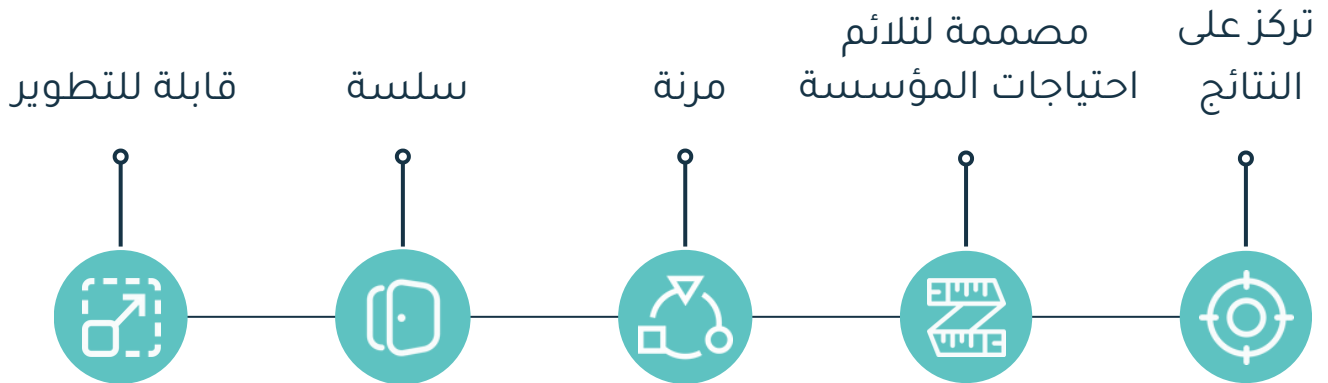 تركز على
النتائج
مصممة لتلائم
احتياجات المؤسسة
مرنة
سلسة
قابلة للتطوير